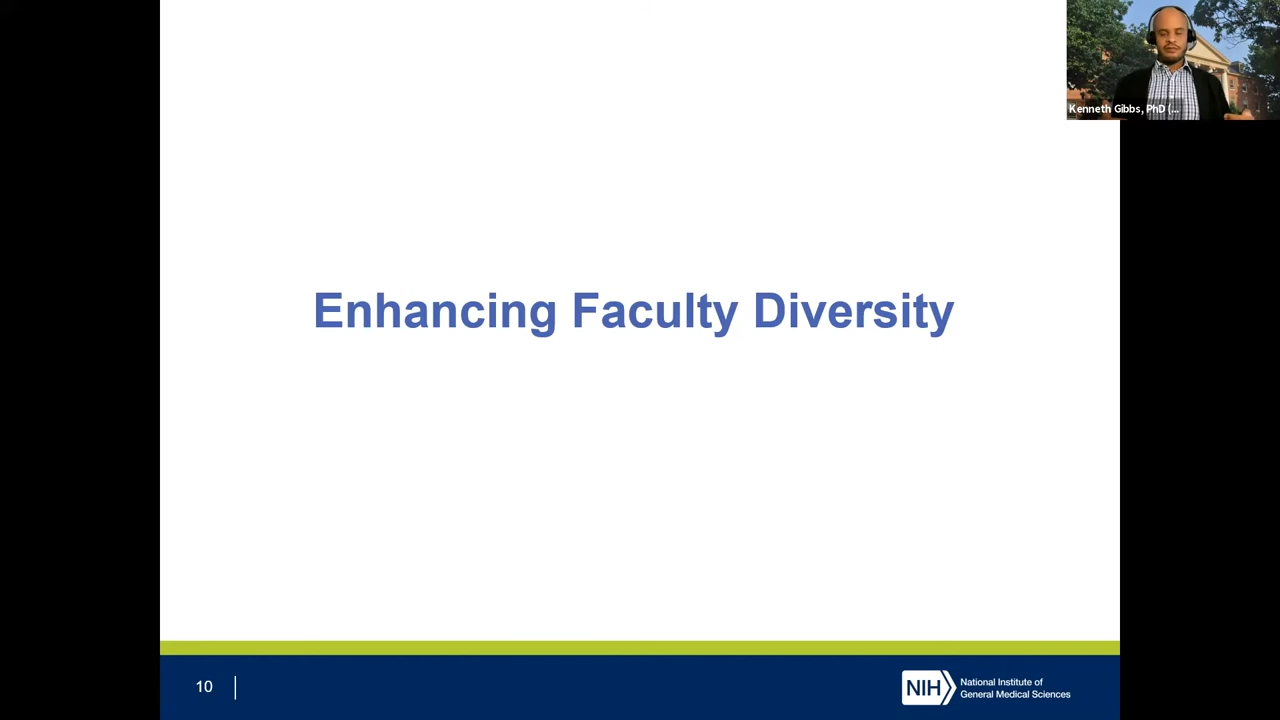 Kenneth Gibbs, PhD (...
Enhancing Faculty Diversity
10
NIH
National Institute of
General Medical Sciences